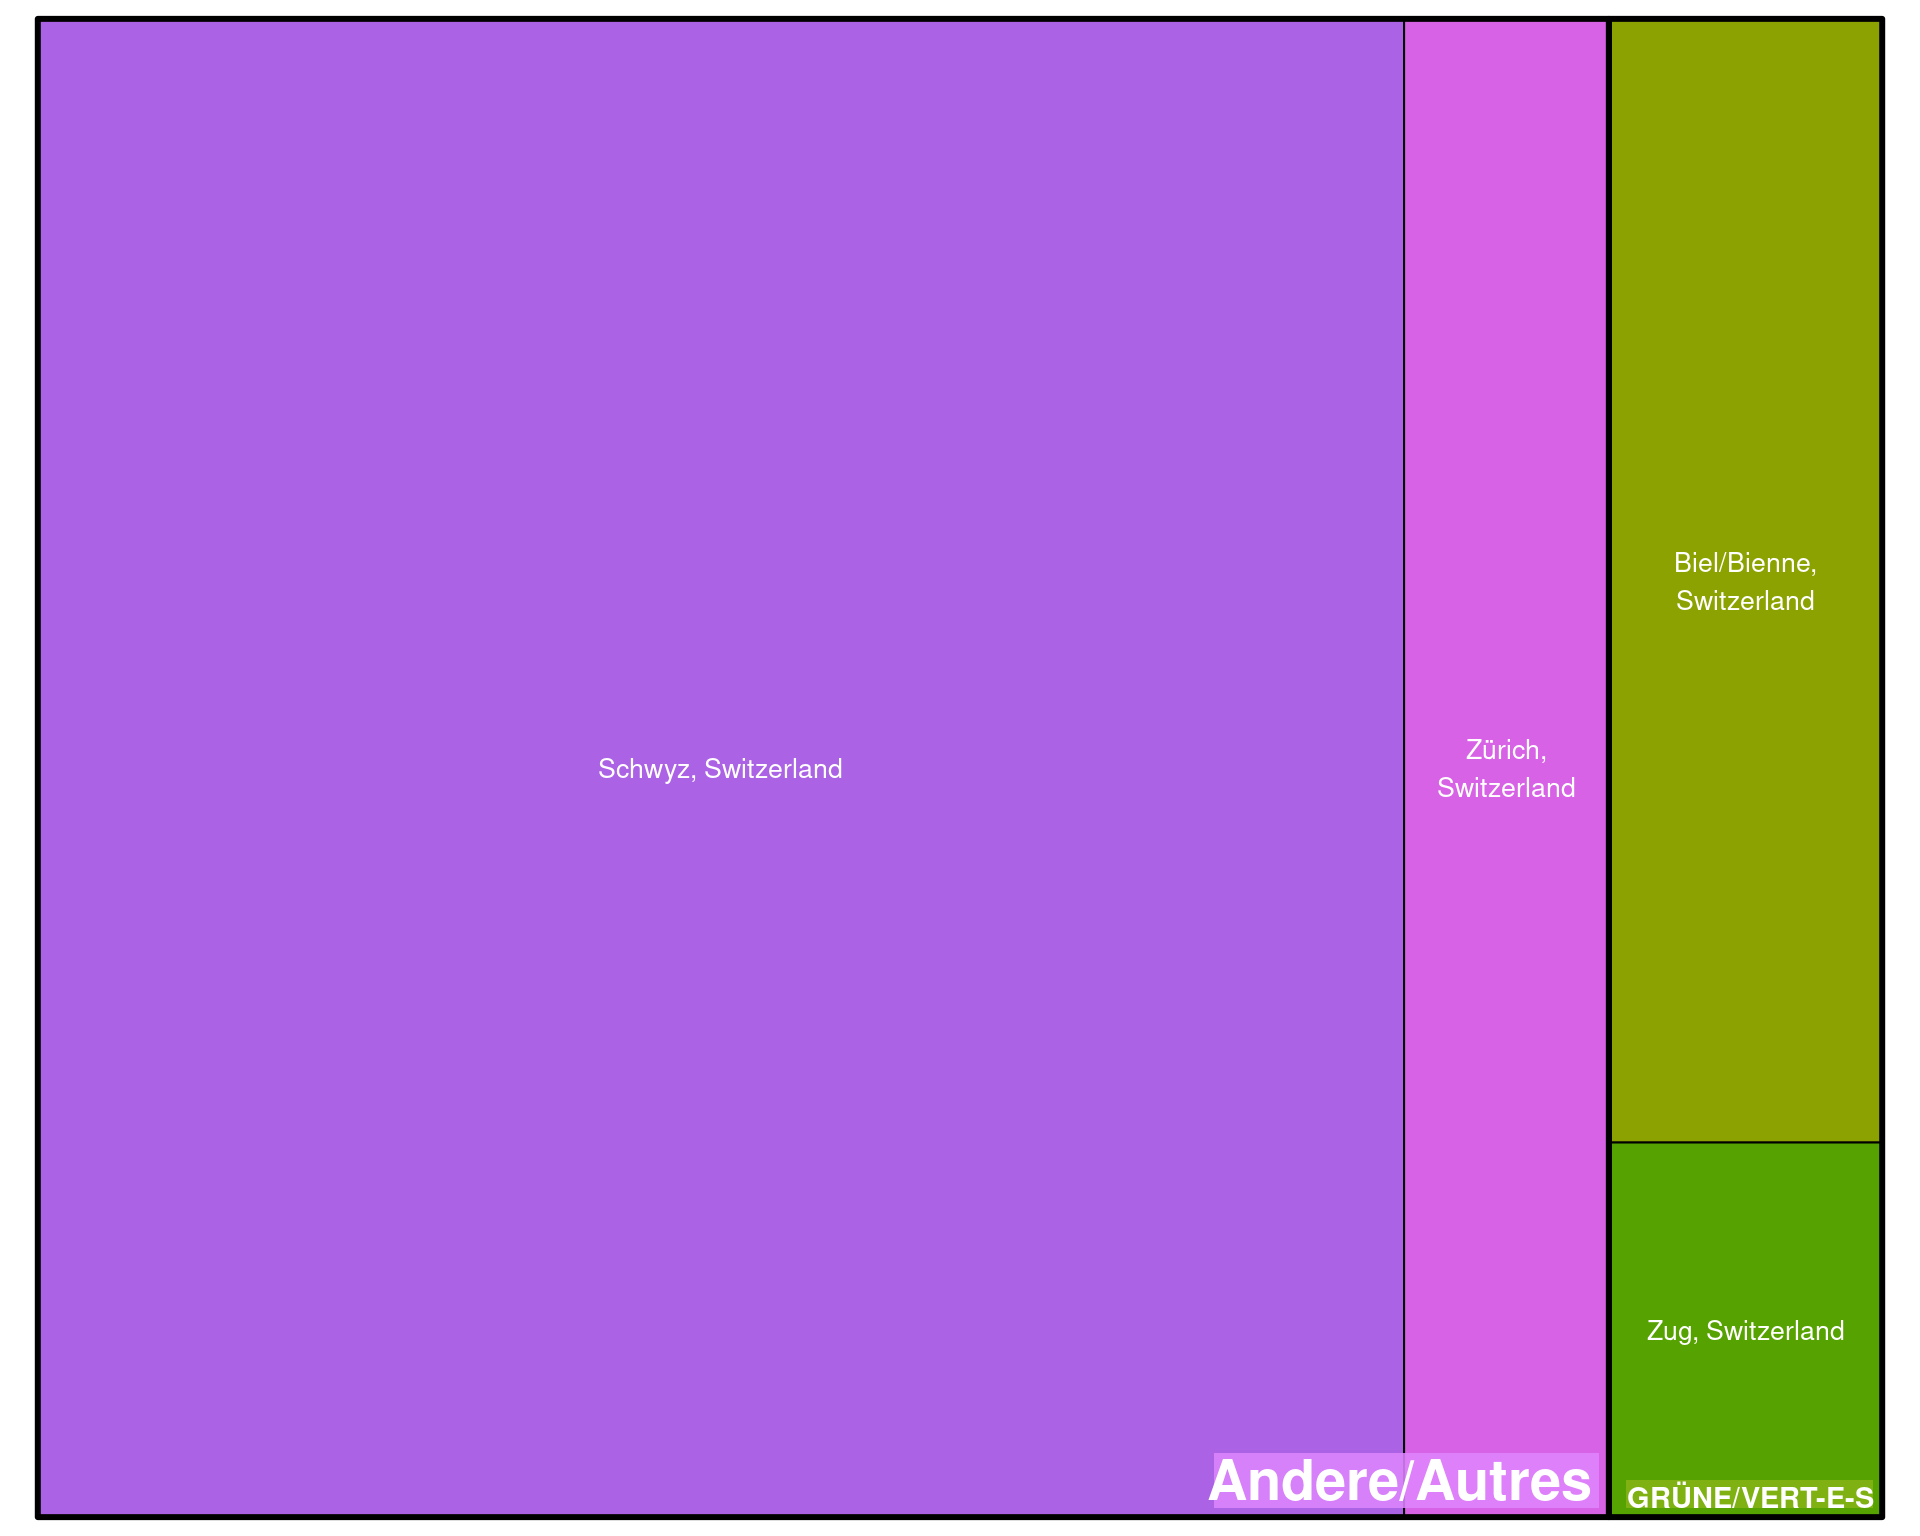 Schwyz, Switzerland
Zürich,
Switzerland
Andere/Autres
Biel/Bienne,
Switzerland
Zug, Switzerland
GRÜNE/VERT-E-S